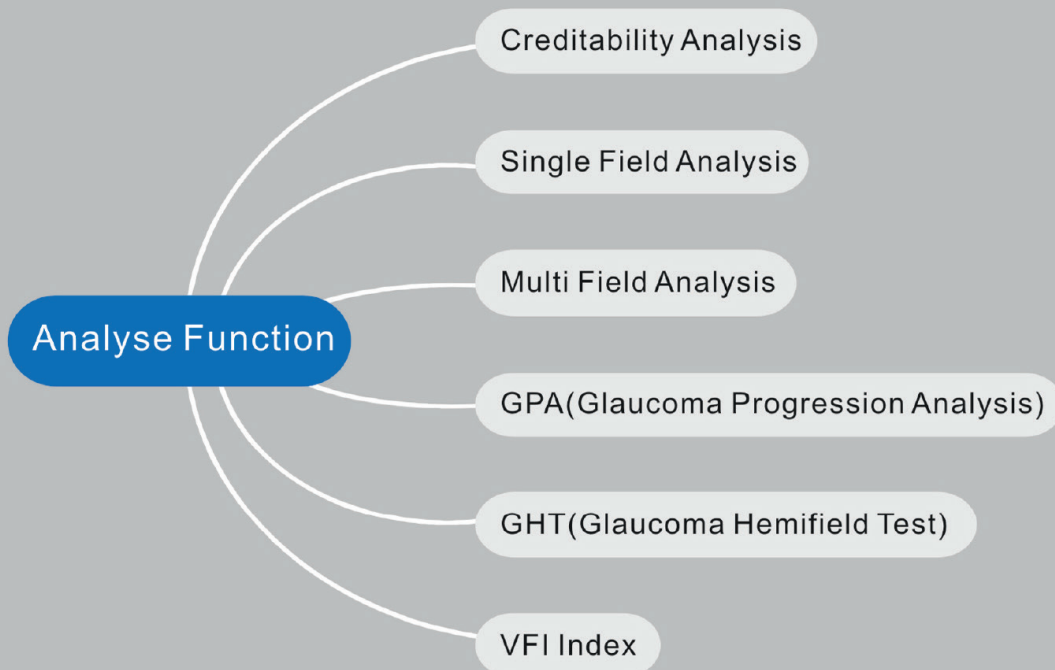 Creditability Analysis
Single Field Analysis
Multi Field Analysis
Analyse Function
GPA(Glaucoma Progression Analysis)
GHT(Glaucoma Hemifield Test)
VFI Index